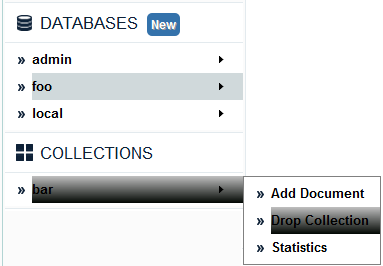 DATABASES New
» admin
» foo
» local
COLLECTIONS
» bar
» Add Document
» Drop Collection
» Statistics